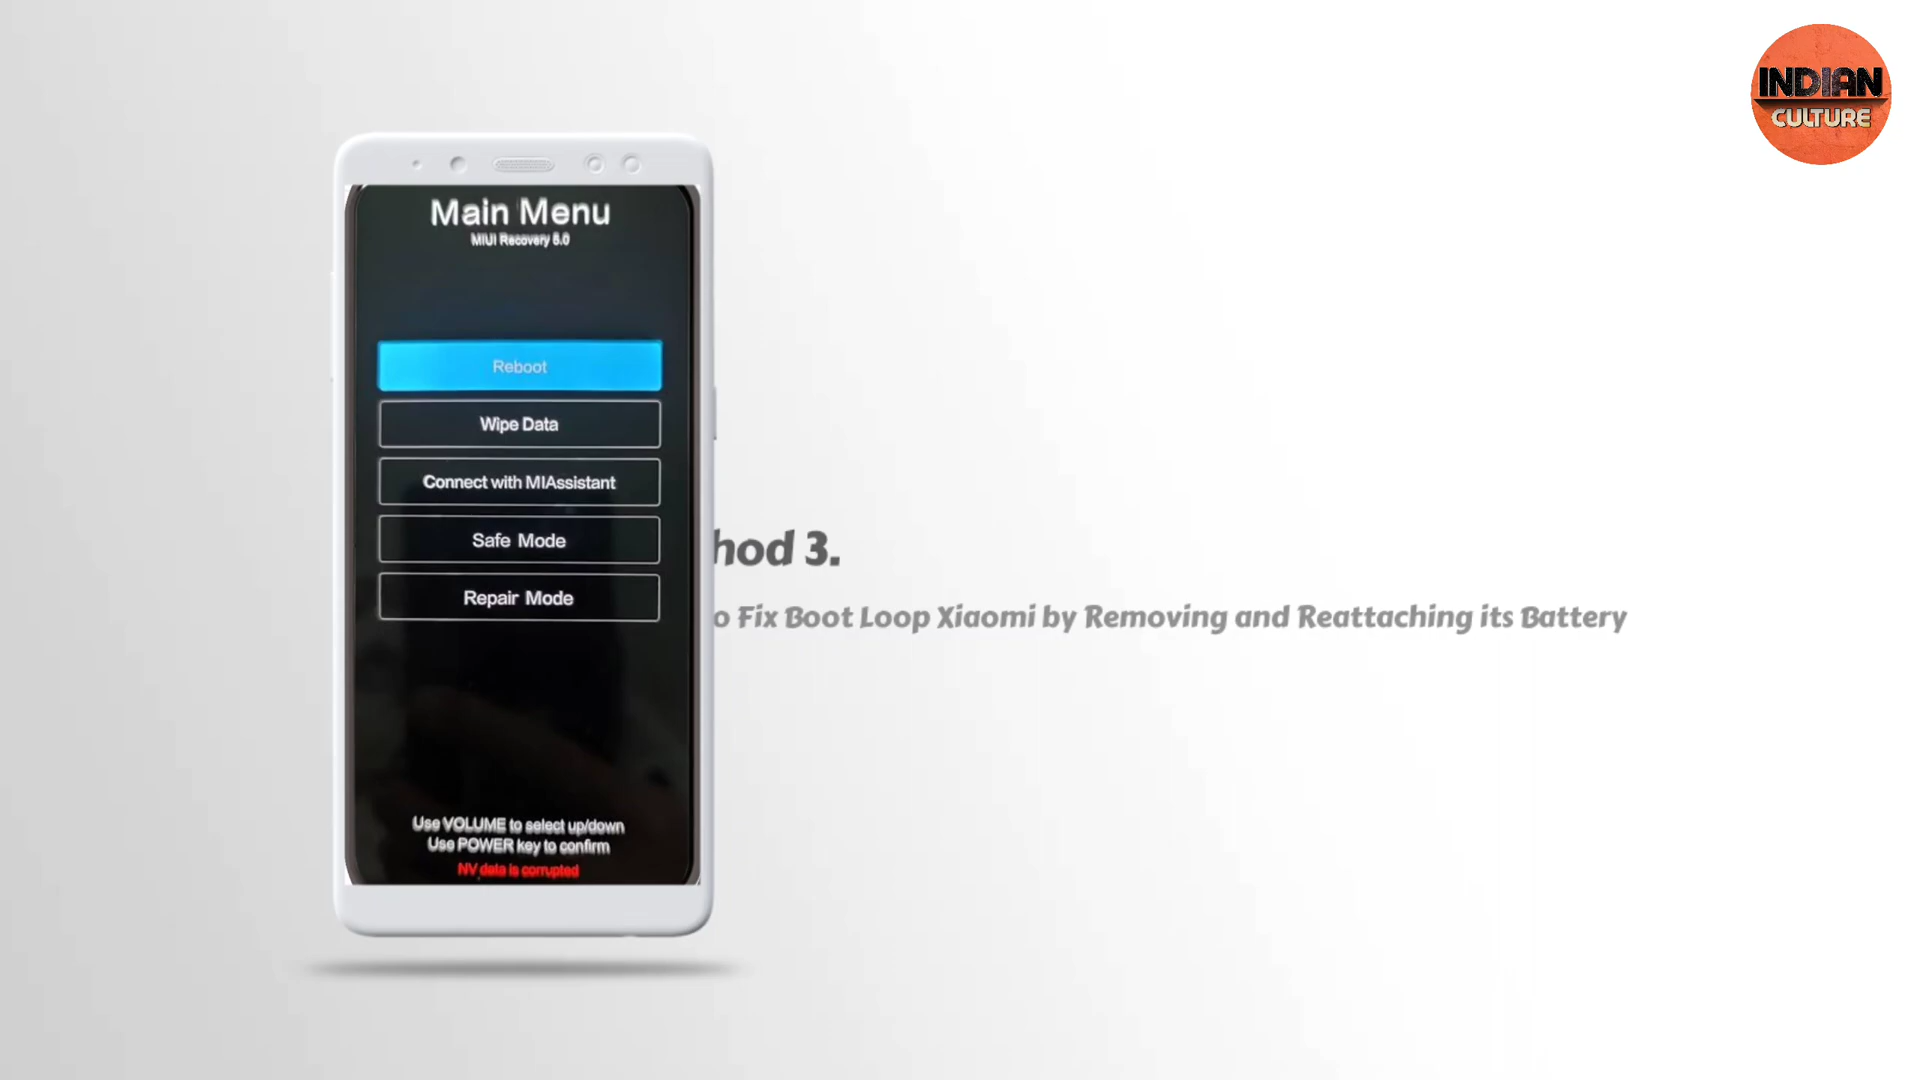 INDIAN
CULTURE
Main Menu
MIUI Recovery 5.0
Reboot
Wipe Data
Connect with MIAssistant
Safe Mode
Repair Mode
hod 3.
o Fix Boot Loop Xiaomi by Removing and Reattaching its Battery
Use VOLUME to select up/down
Use POWER key to confirm
NV data is corrupted